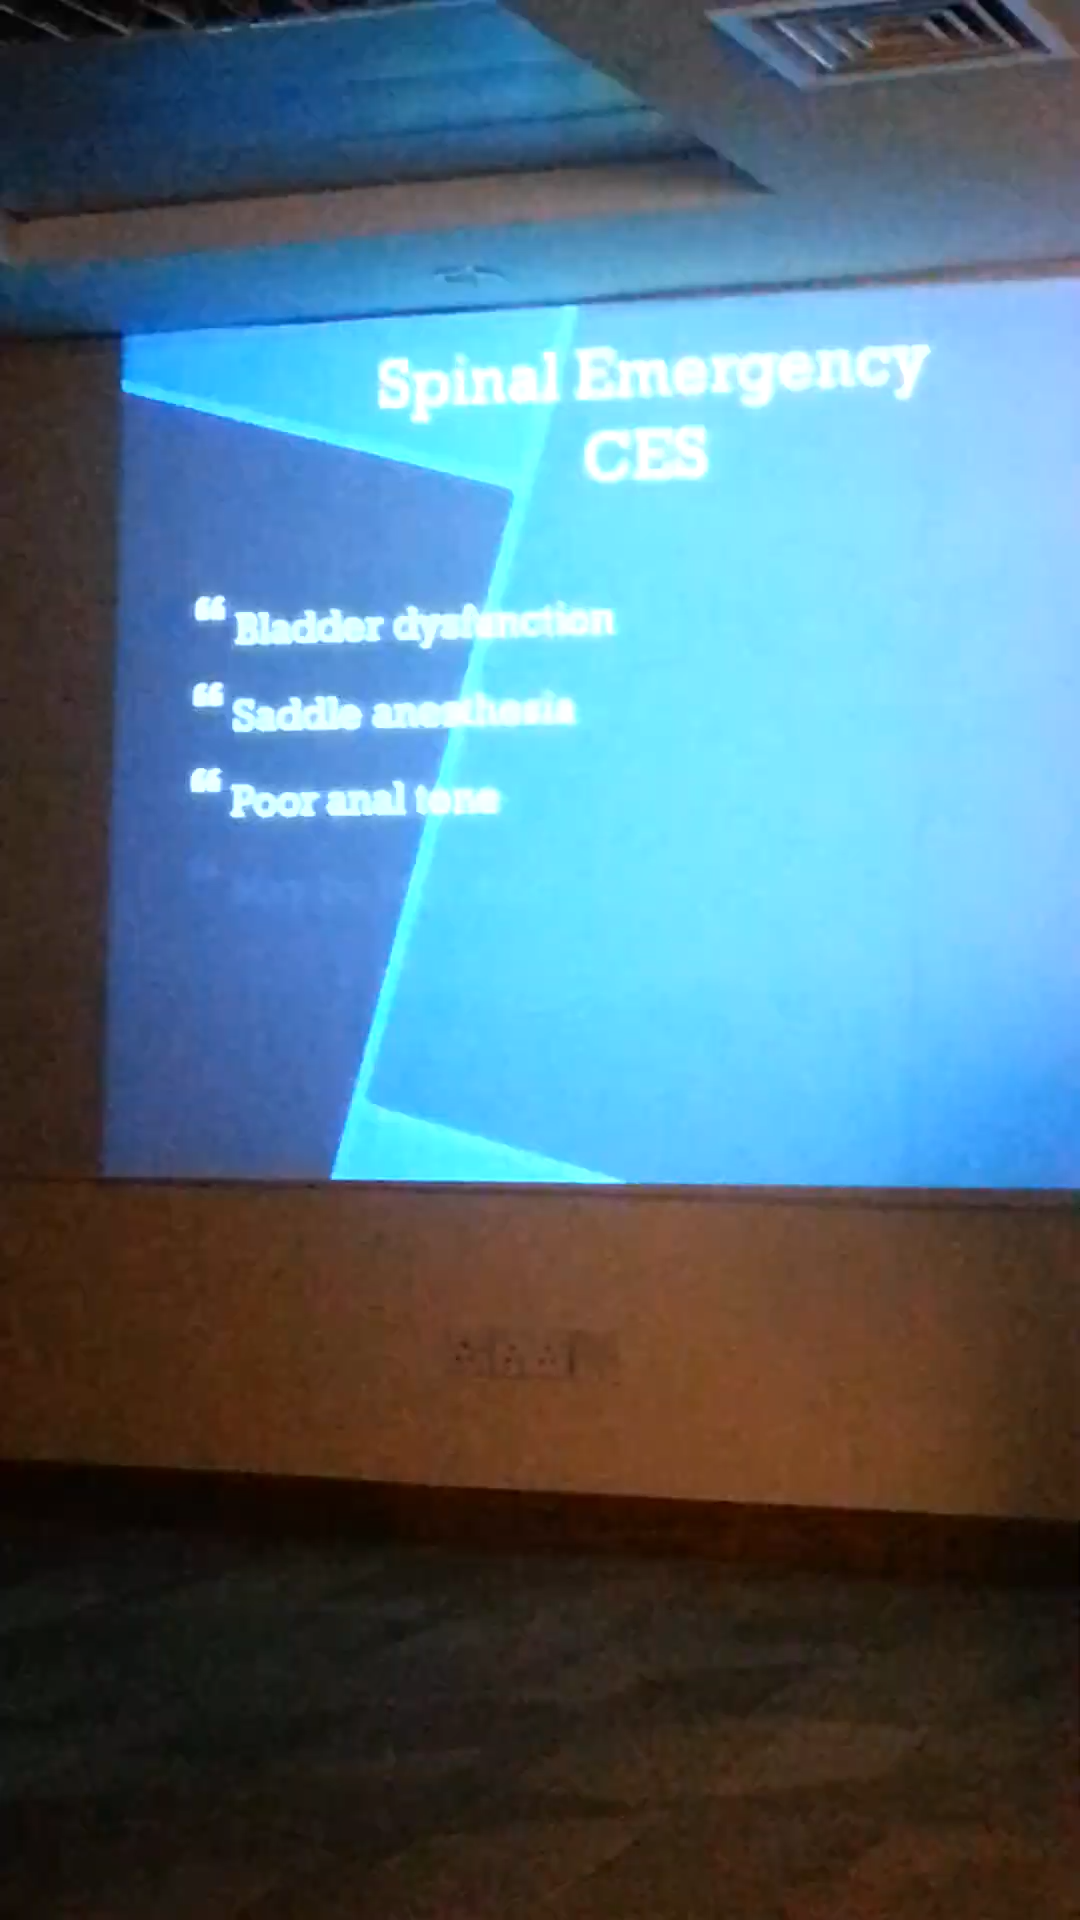 Spinal Emergency
CES
“ Bladder dysfunction
“ Saddle anesthesia
“ Poor anal tone